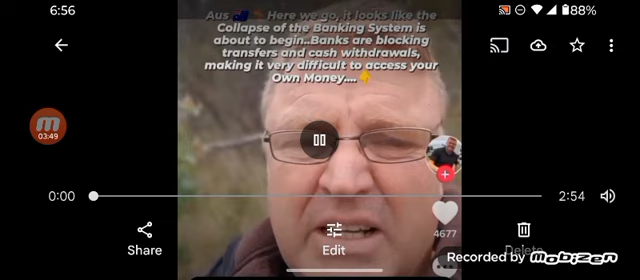 6:56
88%
Aus 🇦🇺 Here we go, it looks like the
Collapse of the Banking System is
about to begin..Banks are blocking
transfers and cash withdrawals,
making it very difficult to access your
Own Money....👇
03:49
0:00
2:54
4677
Share
Edit
Delete
Recorded by mobizen